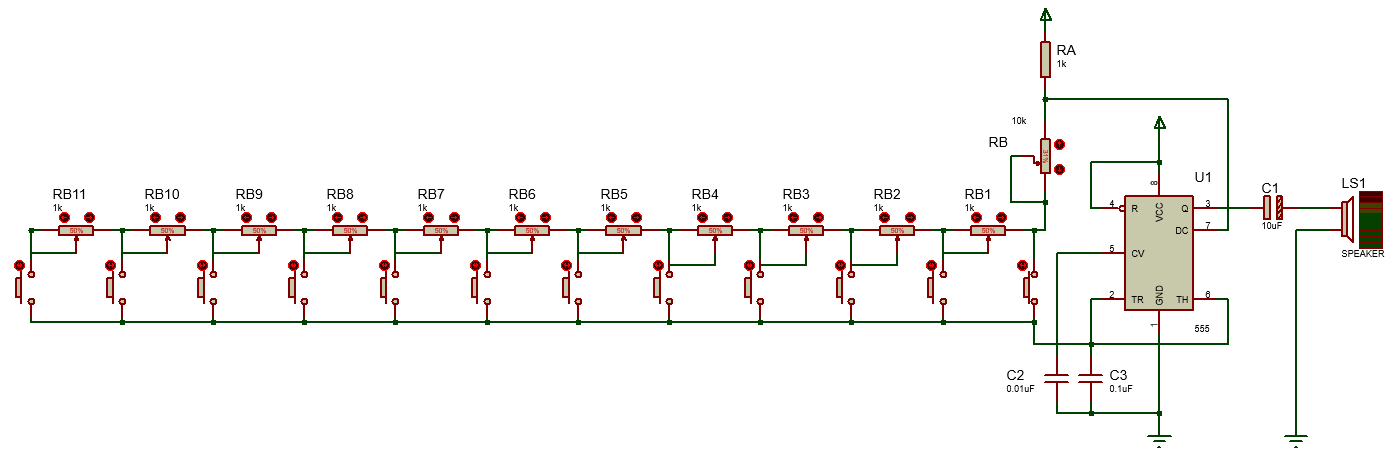 RA
1k
10k
RB
31%
RB11
1k
50%
RB10
1k
50%
RB9
1k
50%
RB8
1k
50%
RB7
1k
50%
RB6
1k
50%
RB5
1k
50%
RB4
1k
50%
RB3
1k
50%
RB2
1k
50%
RB1
1k
50%
U1
4
R
8
VCC
Q
3
DC
7
5
CV
2
TR
GND
1
TH
6
555
C1
10uF
LS1
SPEAKER
C2
0.01uF
C3
0.1uF